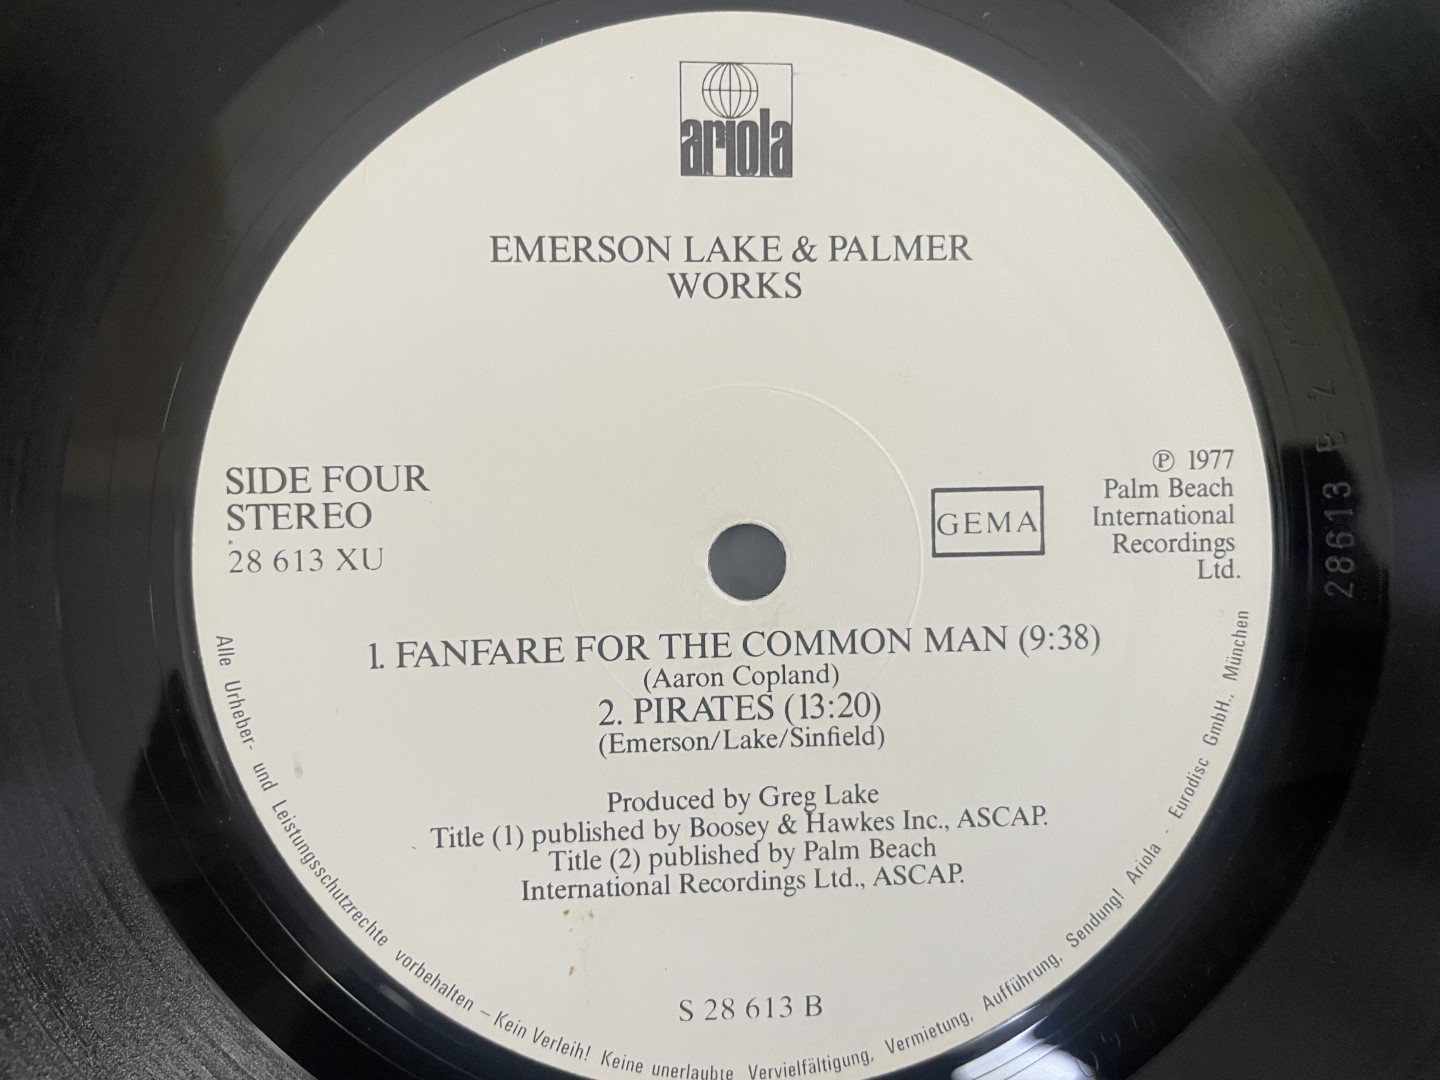 ariola
EMERSON LAKE & PALMER
WORKS
SIDE FOUR
STEREO
28 613 XU
GEMA
℗ 1977
Palm Beach
International
Recordings
Ltd.
1. FANFARE FOR THE COMMON MAN (9:38)
(Aaron Copland)
2. PIRATES (13:20)
(Emerson/Lake/Sinfield)
Produced by Greg Lake
Title (1) published by Boosey & Hawkes Inc., ASCAP.
Title (2) published by Palm Beach
International Recordings Ltd., ASCAP.
S 28 613 B
Alle Urheber- und Leistungsschutzrechte vorbehalten – Kein Verleih! Keine unerlaubte Vervielfältigung, Vermietung, Aufführung, Sendung! Ariola - Eurodisc GmbH., München
28613 B-2